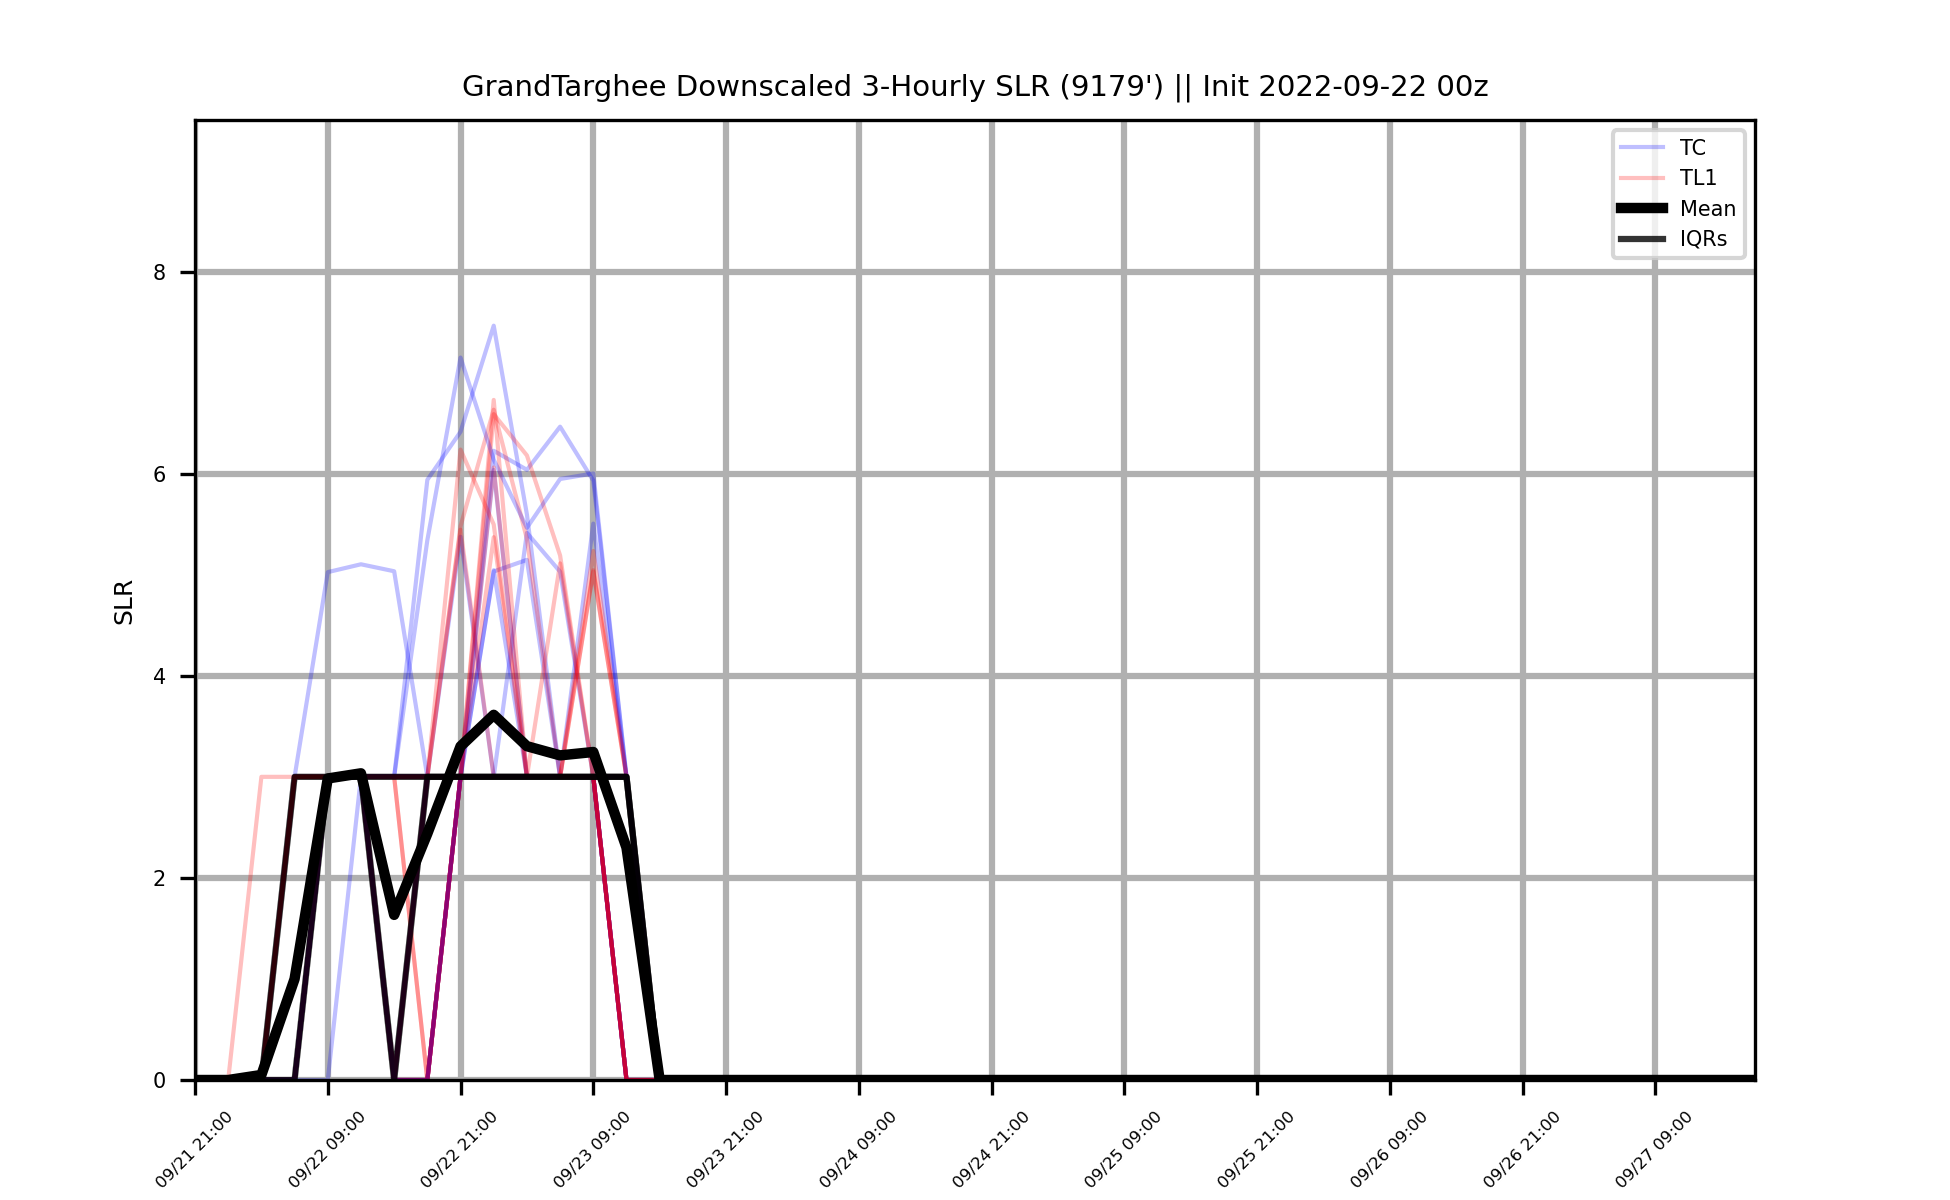 GrandTarghee Downscaled 3-Hourly SLR (9179') || Init 2022-09-22 00z
TC
TL1
Mean
IQRs
SLR
8
6
4
2
0
09/21 21:00
09/22 09:00
09/22 21:00
09/23 09:00
09/23 21:00
09/24 09:00
09/24 21:00
09/25 09:00
09/25 21:00
09/26 09:00
09/26 21:00
09/27 09:00